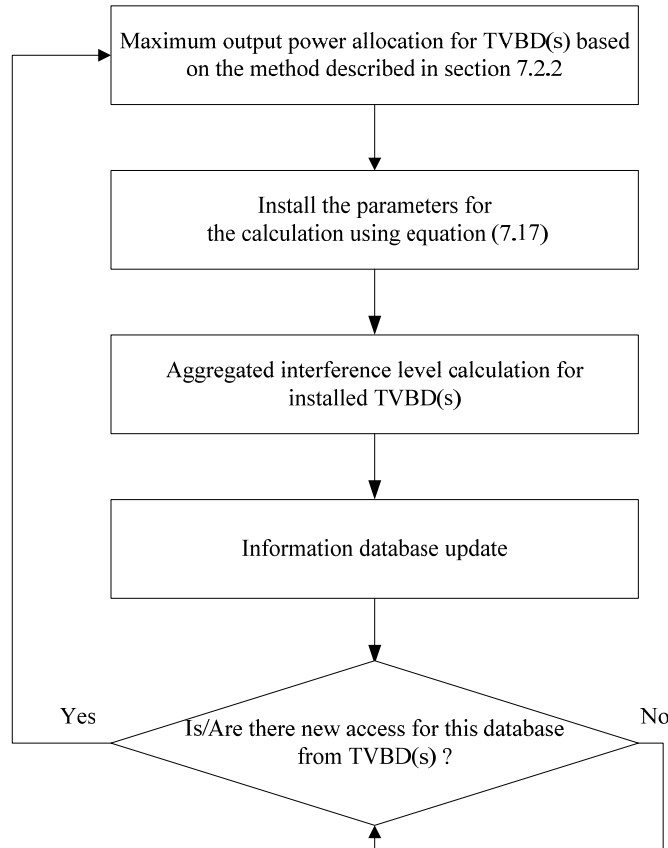 Maximum output power allocation for TVBD(s) based
on the method described in section 7.2.2
Install the parameters for
the calculation using equation (7.17)
Aggregated interference level calculation for
installed TVBD(s)
Information database update
Yes
No
Is/Are there new access for this database
from TVBD(s) ?